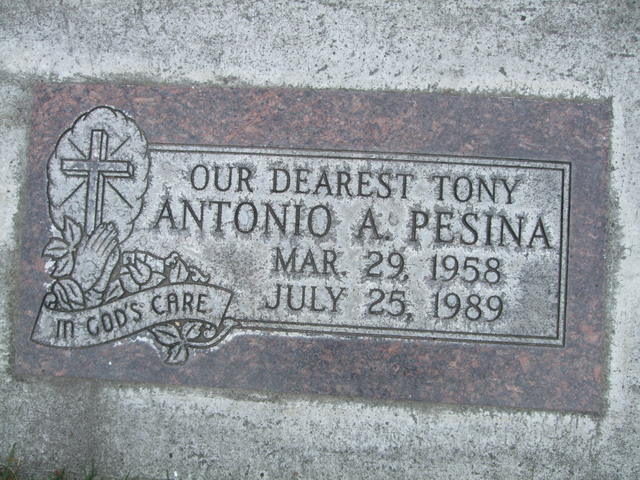 OUR DEAREST TONY
ANTONIO A. PESINA
MAR. 29, 1958
JULY 25, 1989
IN GOD'S CARE